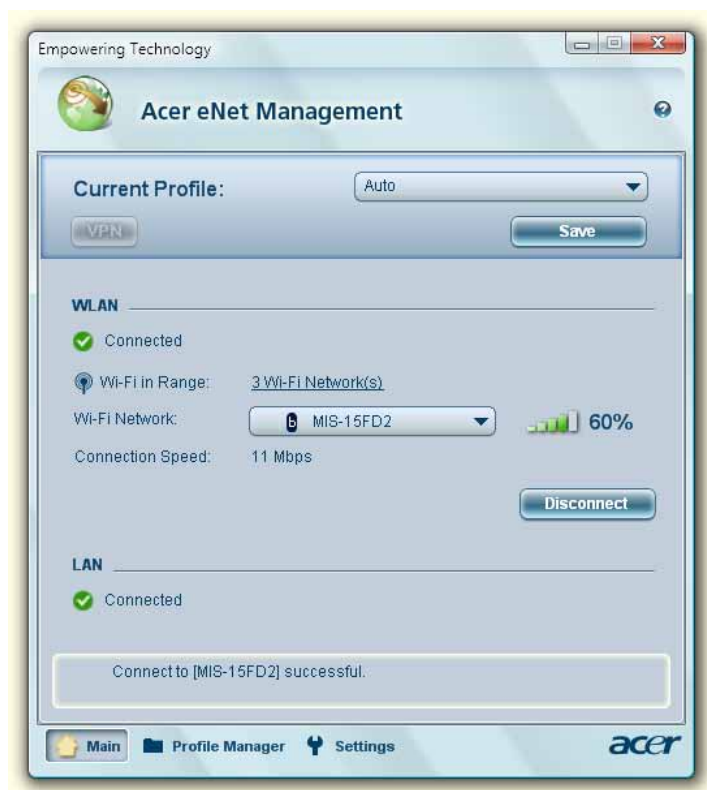 Empowering Technology
Acer eNet Management
Current Profile:
Auto
VPN
Save
WLAN
Connected
Wi-Fi in Range:
3 Wi-Fi Network(s)
Wi-Fi Network:
b MIS-15FD2
60%
Connection Speed:
11 Mbps
Disconnect
LAN
Connected
Connect to [MIS-15FD2] successful.
Main
Profile Manager
Settings
acer